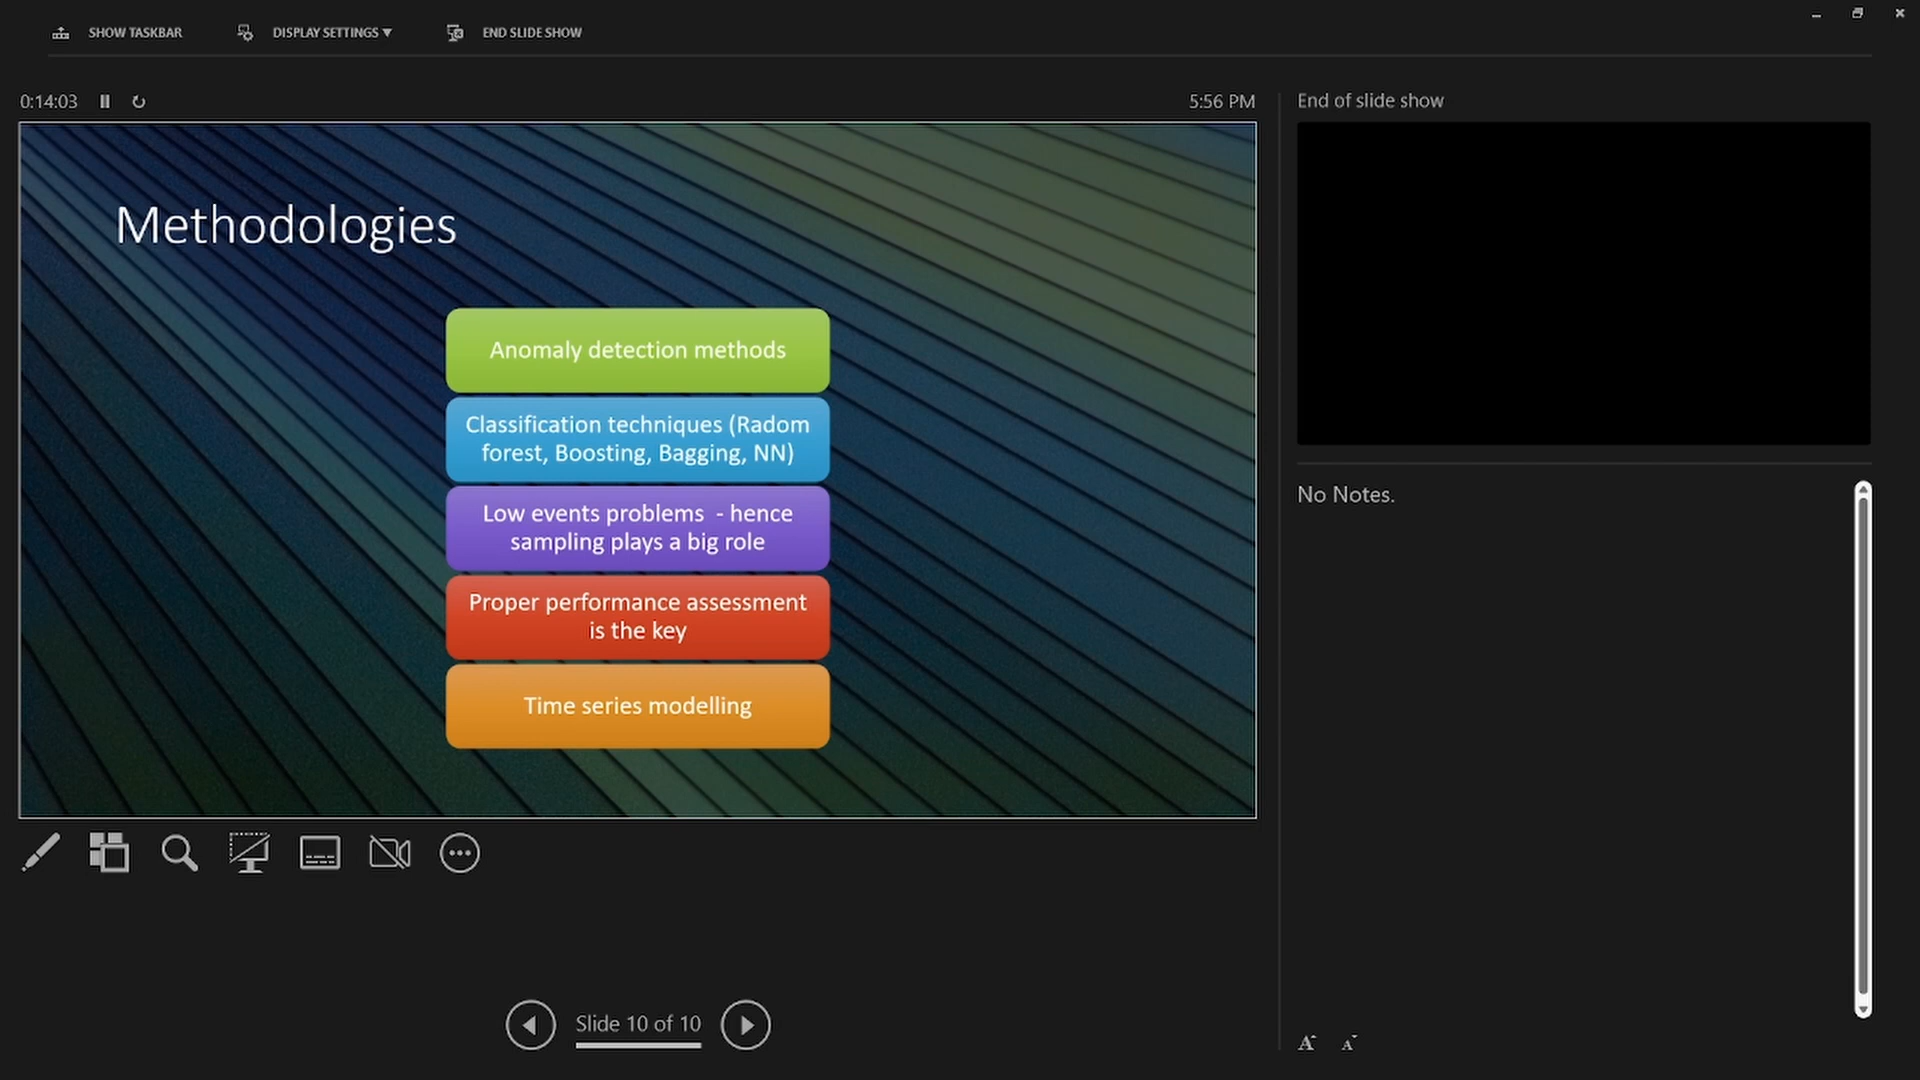 SHOW TASKBAR
DISPLAY SETTINGS ▼
END SLIDE SHOW
0:14:03
5:56 PM
End of slide show
Methodologies
Anomaly detection methods
Classification techniques (Radom
forest, Boosting, Bagging, NN)
Low events problems  - hence
sampling plays a big role
Proper performance assessment
is the key
Time series modelling
No Notes.
Slide 10 of 10
A A